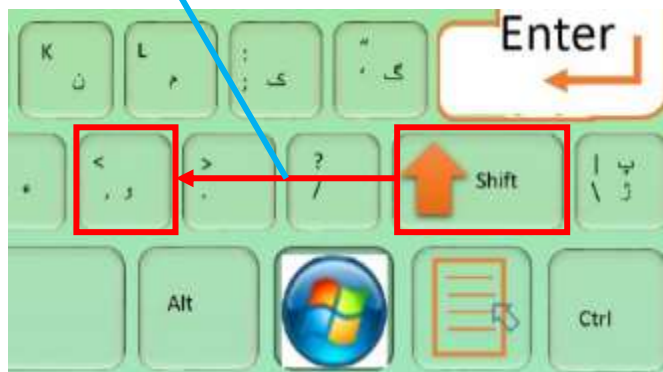 K ن L م : ; ک " ' گ Enter
ء < , و > . ? / Shift | \ پ ژ
Alt Ctrl